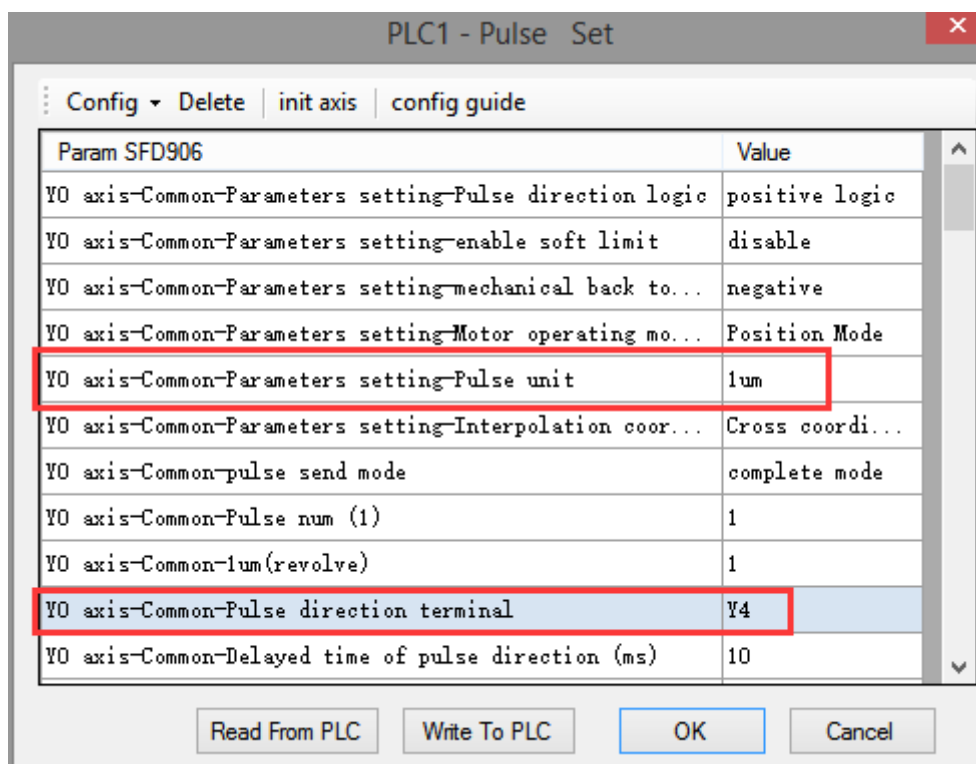 PLC1 - Pulse Set
Config Delete init axis config guide
Param SFD906 Value
Y0 axis-Common-Parameters setting-Pulse direction logic positive logic
Y0 axis-Common-Parameters setting-enable soft limit disable
Y0 axis-Common-Parameters setting-mechanical back to... negative
Y0 axis-Common-Parameters setting-Motor operating mo... Position Mode
Y0 axis-Common-Parameters setting-Pulse unit 1um
Y0 axis-Common-Parameters setting-Interpolation coor... Cross coordi...
Y0 axis-Common-pulse send mode complete mode
Y0 axis-Common-Pulse num (1) 1
Y0 axis-Common-1um(revolve) 1
Y0 axis-Common-Pulse direction terminal Y4
Y0 axis-Common-Delayed time of pulse direction (ms) 10
Read From PLC Write To PLC OK Cancel